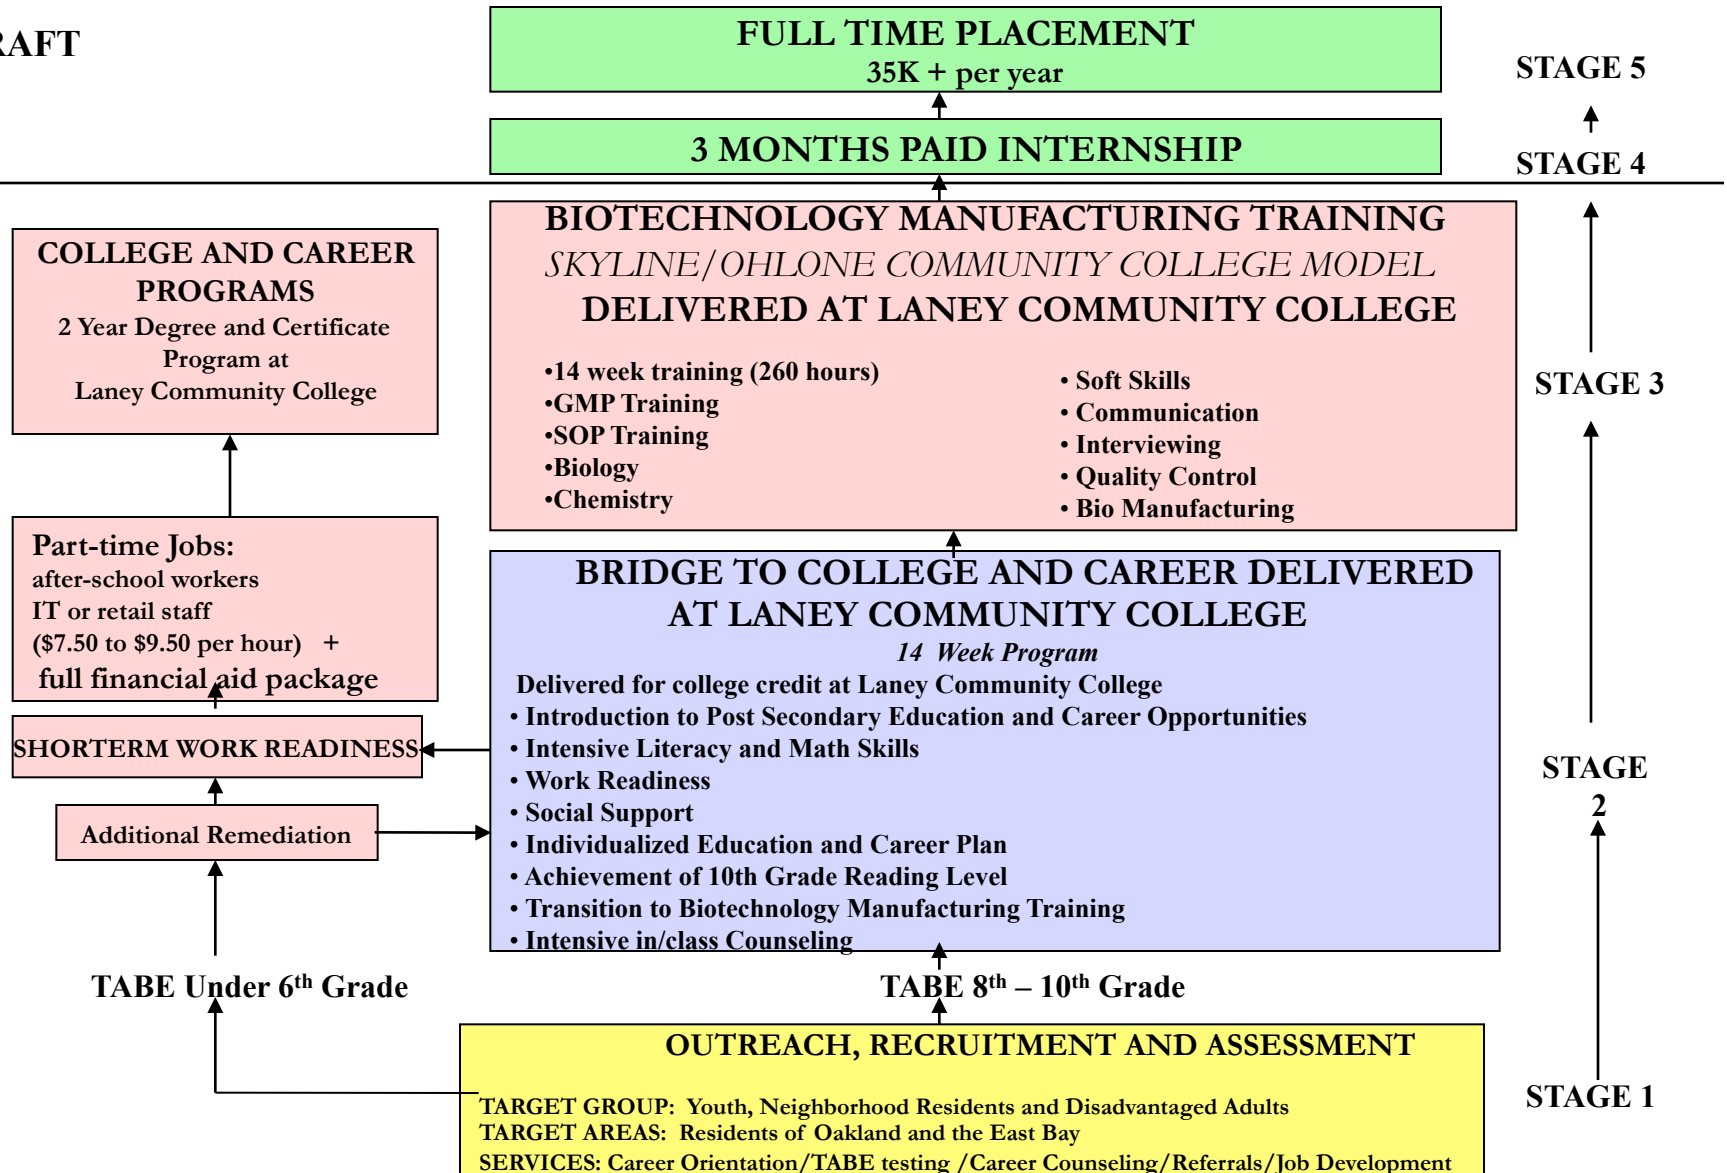 RAFT
FULL TIME PLACEMENT
35K + per year
STAGE 5
3 MONTHS PAID INTERNSHIP
STAGE 4
COLLEGE AND CAREER
PROGRAMS
2 Year Degree and Certificate
Program at
Laney Community College
BIOTECHNOLOGY MANUFACTURING TRAINING
SKYLINE/OHLONE COMMUNITY COLLEGE MODEL
DELIVERED AT LANEY COMMUNITY COLLEGE
•14 week training (260 hours)
•GMP Training
•SOP Training
•Biology
•Chemistry
• Soft Skills
• Communication
• Interviewing
• Quality Control
• Bio Manufacturing
STAGE 3
Part-time Jobs:
after-school workers
IT or retail staff
($7.50 to $9.50 per hour) +
full financial aid package
SHORTERM WORK READINESS
Additional Remediation
BRIDGE TO COLLEGE AND CAREER DELIVERED
AT LANEY COMMUNITY COLLEGE
14 Week Program
Delivered for college credit at Laney Community College
• Introduction to Post Secondary Education and Career Opportunities
• Intensive Literacy and Math Skills
• Work Readiness
• Social Support
• Individualized Education and Career Plan
• Achievement of 10th Grade Reading Level
• Transition to Biotechnology Manufacturing Training
• Intensive in/class Counseling
STAGE
2
TABE Under 6th Grade
TABE 8th – 10th Grade
OUTREACH, RECRUITMENT AND ASSESSMENT
TARGET GROUP: Youth, Neighborhood Residents and Disadvantaged Adults
TARGET AREAS: Residents of Oakland and the East Bay
SERVICES: Career Orientation/TABE testing /Career Counseling/Referrals/Job Development
STAGE 1